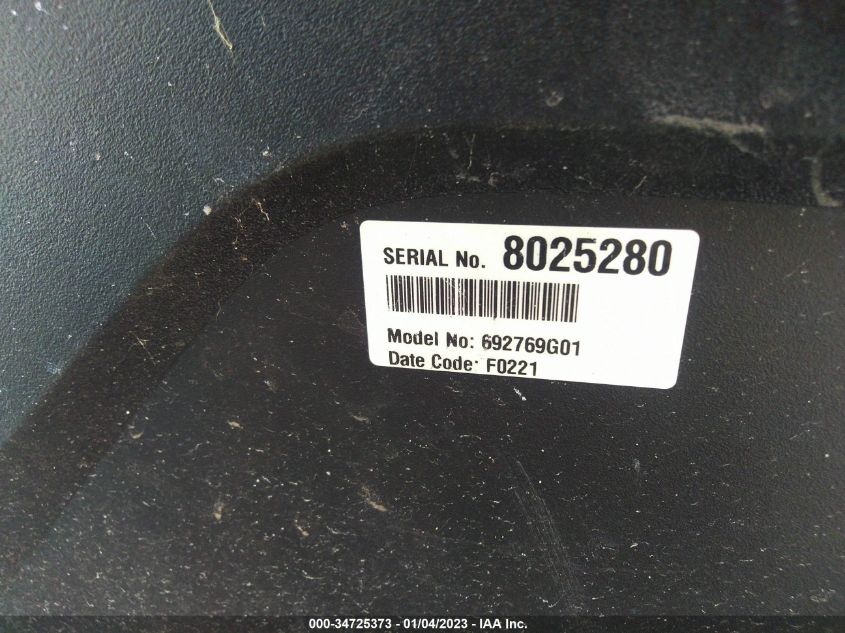 SERIAL No. 8025280
Model No: 692769G01
Date Code: F0221
000-34725373 - 01/04/2023 - IAA Inc.